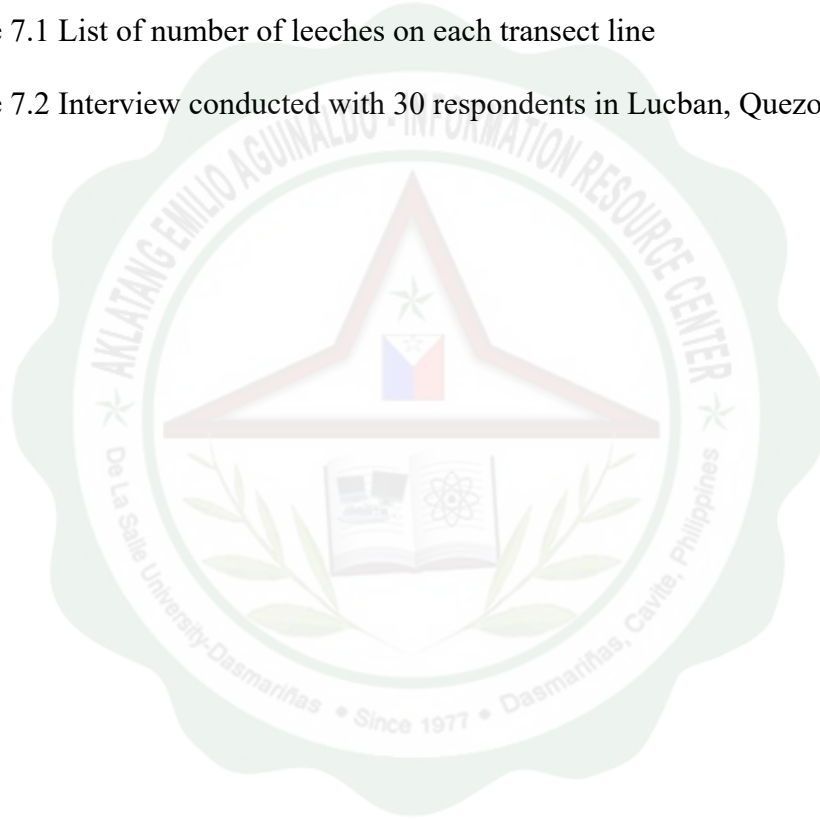 e 7.1 List of number of leeches on each transect line
e 7.2 Interview conducted with 30 respondents in Lucban, Quezo
AKLATANG EMILIO AGUINALDO - INFORMATION RESOURCE CENTER
De La Salle University-Dasmariñas • Since 1977 • Dasmariñas, Cavite, Philippines